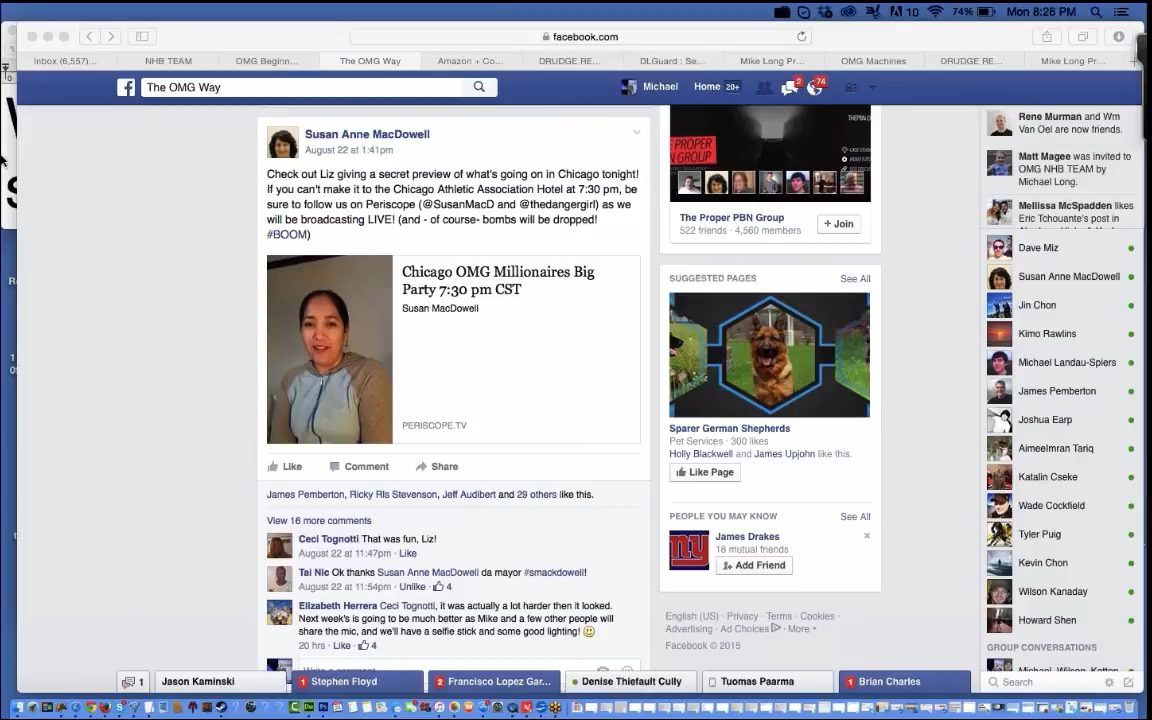 10
74%
Mon 8:26 PM
facebook.com
Inbox (6,557)...
NHB TEAM
OMG Beginn...
The OMG Way
Amazon + Co...
DRUDGE RE...
DLGuard : Se...
Mike Long Pr...
OMG Machines
DRUDGE RE...
Mike Long Pr...
The OMG Way
Michael
Home 20+
2
74
Susan Anne MacDowell
August 22 at 1:41pm
Check out Liz giving a secret preview of what's going on in Chicago tonight!
If you can't make it to the Chicago Athletic Association Hotel at 7:30 pm, be
sure to follow us on Periscope (@SusanMacD and @thedangergirl) as we
will be broadcasting LIVE! (and - of course- bombs will be dropped!
#BOOM)
Chicago OMG Millionaires Big
Party 7:30 pm CST
Susan MacDowell
PERISCOPE.TV
Like
Comment
Share
James Pemberton, Ricky Rls Stevenson, Jeff Audibert and 29 others like this.
View 16 more comments
Ceci Tognotti That was fun, Liz!
August 22 at 11:47pm · Like
Tai Nic Ok thanks Susan Anne MacDowell da mayor #smackdowell!
August 22 at 11:54pm · Unlike · 4
Elizabeth Herrera Ceci Tognotti, it was actually a lot harder then it looked.
Next week's is going to be much better as Mike and a few other people will
share the mic, and we'll have a selfie stick and some good lighting!
20 hrs · Like · 4
PROPER
GROUP
The Proper PBN Group
522 friends · 4,560 members
+ Join
SUGGESTED PAGES
See All
Sparer German Shepherds
Pet Services · 300 likes
Holly Blackwell and James Upjohn like this.
Like Page
PEOPLE YOU MAY KNOW
See All
James Drakes
18 mutual friends
Add Friend
English (US) · Privacy · Terms · Cookies ·
Advertising · Ad Choices · More
Facebook © 2015
Rene Murman and Wm
Van Oel are now friends.
Matt Magee was invited to
OMG NHB TEAM by
Michael Long.
Mellissa McSpadden likes
Eric Tchouante's post in
Dave Miz
Susan Anne MacDowell
Jin Chon
Kimo Rawlins
Michael Landau-Spiers
James Pemberton
Joshua Earp
Aimeelmran Tariq
Katalin Cseke
Wade Cockfield
Tyler Puig
Kevin Chon
Wilson Kanaday
Howard Shen
GROUP CONVERSATIONS
Search
1
Jason Kaminski
1 Stephen Floyd
2 Francisco Lopez Gar...
Denise Thiefault Cully
Tuomas Paarma
1 Brian Charles